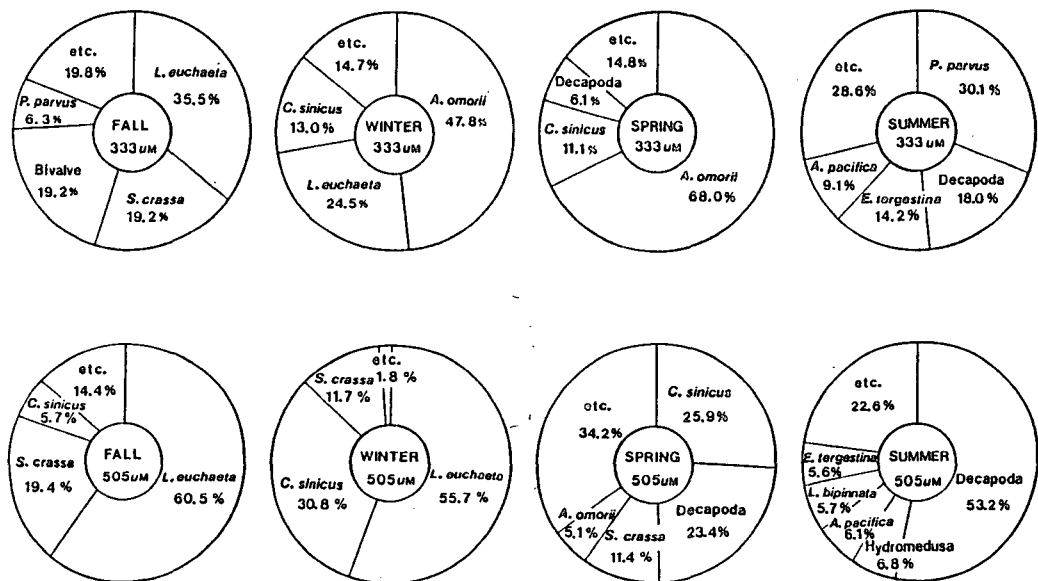 etc.
19.8%
L. euchaeta
35.5%
P. parvus
6.3%
FALL
333uM
Bivalve
19.2%
S. crassa
19.2%
etc.
14.7%
C. sinicus
13.0%
A. omorii
47.8%
WINTER
333uM
L. euchaeta
24.5%
etc.
14.8%
Decapoda
6.1%
C. sinicus
11.1%
SPRING
333uM
A. omorii
68.0%
etc.
28.6%
P. parvus
30.1%
SUMMER
333uM
A. pacifica
9.1%
E. tergestina
14.2%
Decapoda
18.0%
etc.
14.4%
C. sinicus
5.7%
S. crassa
19.4%
FALL
505uM
L. euchaeta
60.5%
etc.
1.8%
S. crassa
11.7%
C. sinicus
30.8%
WINTER
505uM
L. euchaeta
55.7%
etc.
34.2%
C. sinicus
25.9%
SPRING
505uM
A. omorii
5.1%
S. crassa
11.4%
Decapoda
23.4%
etc.
22.6%
E. tergestina
5.6%
L. bipinnata
5.7%
A. pacifica
6.1%
Hydromedusa
6.8%
SUMMER
505uM
Decapoda
53.2%